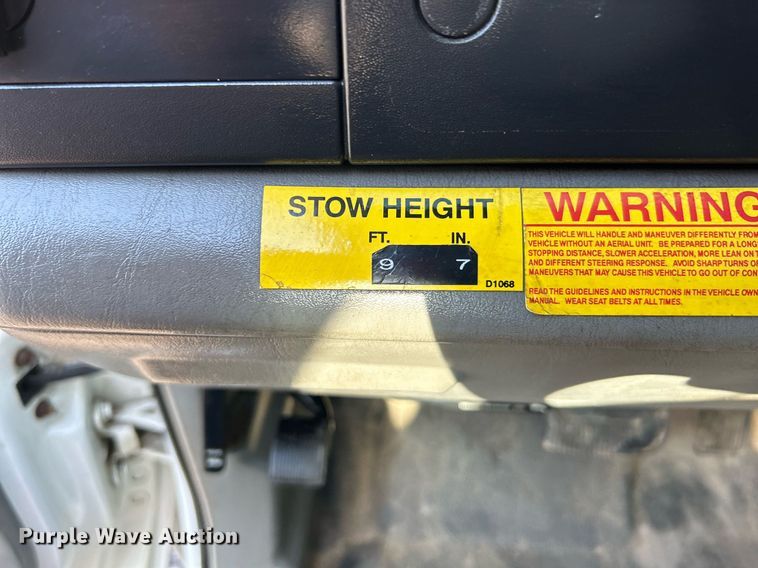 STOW HEIGHT
FT. IN.
9 7
D1068
WARNING
THIS VEHICLE WILL HANDLE AND MANEUVER DIFFERENTLY FROM
VEHICLE WITHOUT AN AERIAL UNIT. BE PREPARED FOR A
STOPPING DISTANCE, SLOWER ACCELERATION, MORE LEAN ON
AND DIFFERENT STEERING RESPONSE. AVOID SHARP TURNS
MANEUVERS THAT MAY CAUSE THIS VEHICLE TO GO OUT OF
READ THE GUIDELINES AND INSTRUCTIONS IN THE VEHICLE
MANUAL. WEAR SEAT BELTS AT ALL TIMES.
Purple Wave Auction